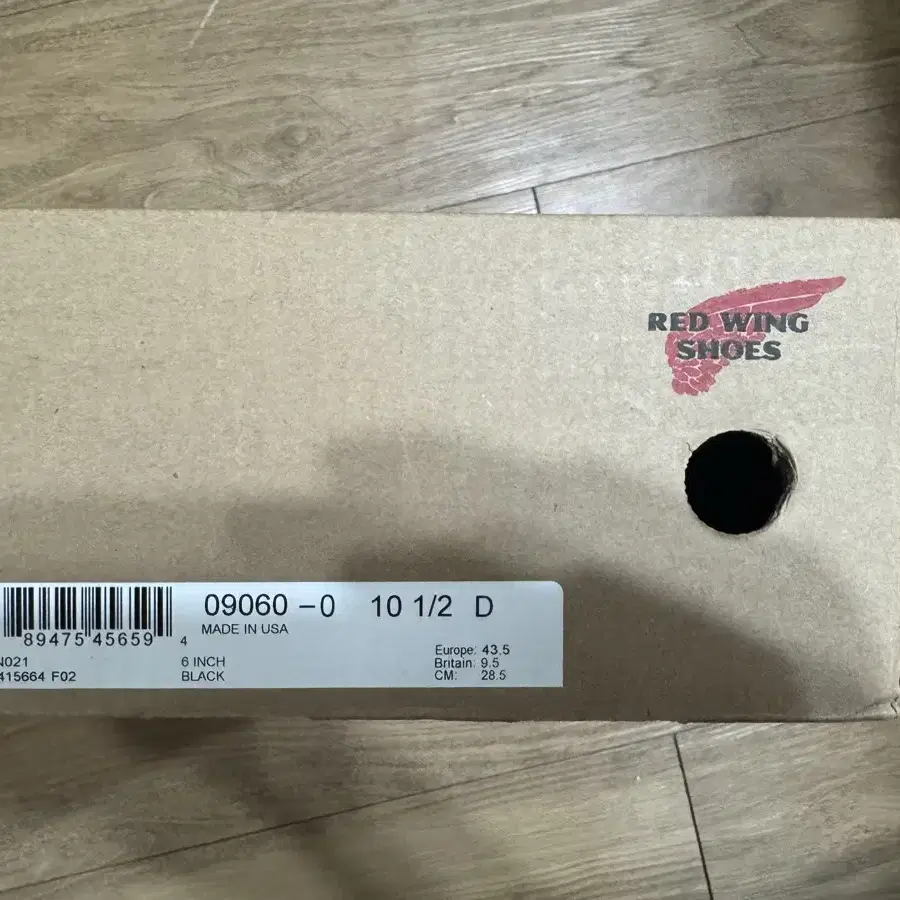 RED WING
SHOES
89475 45659 4
09060 -0 10 1/2 D
MADE IN USA
N021
415664 F02
6 INCH
BLACK
Europe: 43.5
Britain: 9.5
CM: 28.5